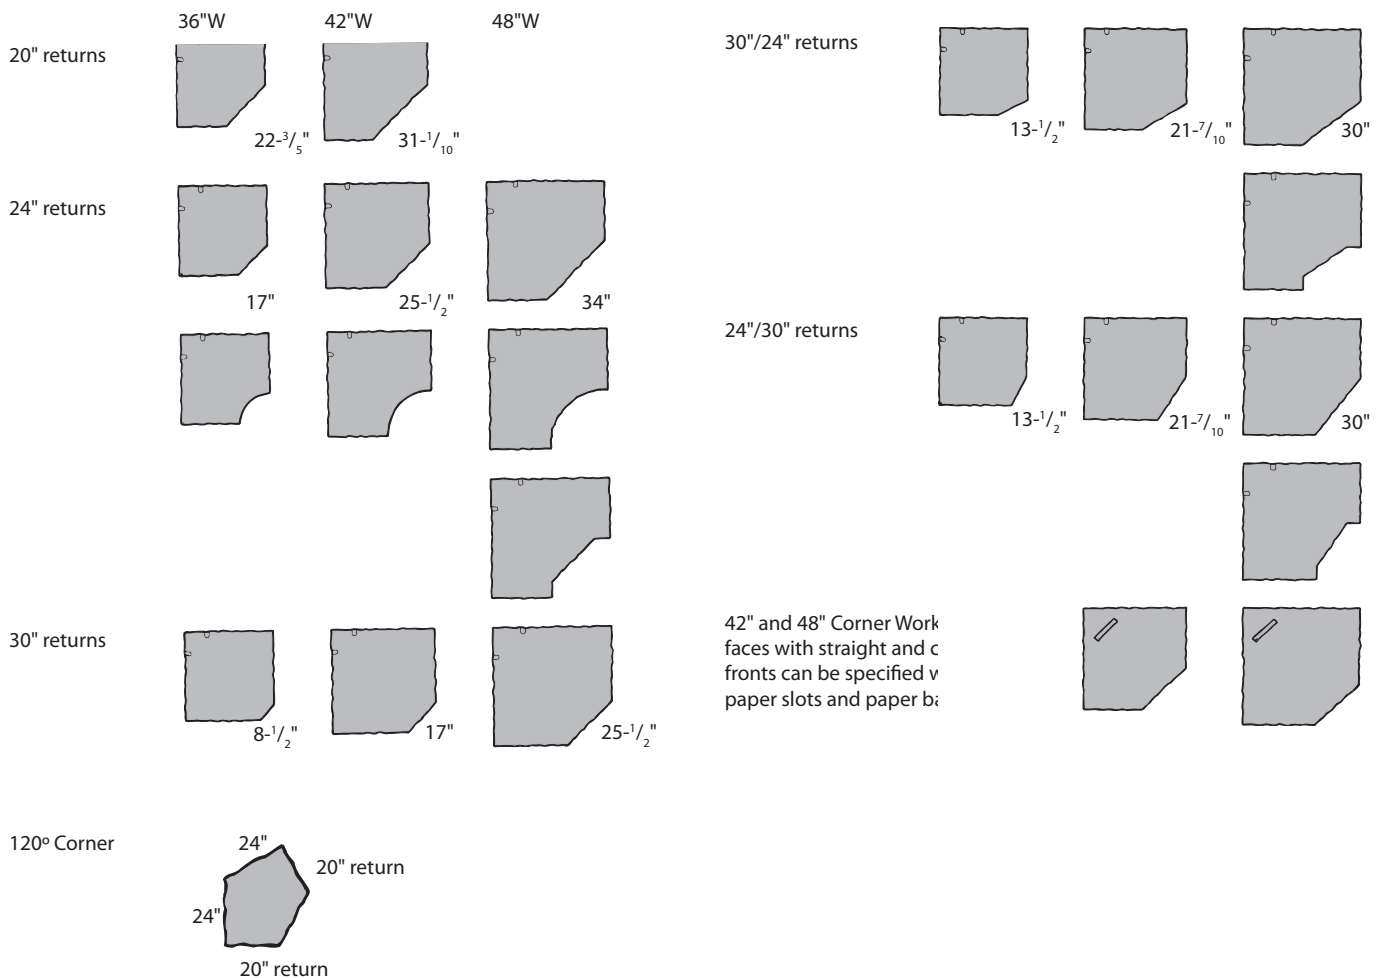 36"W 42"W 48"W
20" returns
22-3/5" 31-1/10"
24" returns
17" 25-1/2" 34"
30" returns
8-1/2" 17" 25-1/2"
120º Corner
24"
20" return
24"
20" return
30"/24" returns
13-1/2" 21-7/10" 30"
24"/30" returns
13-1/2" 21-7/10" 30"
42" and 48" Corner Work
faces with straight and
fronts can be specified
paper slots and paper